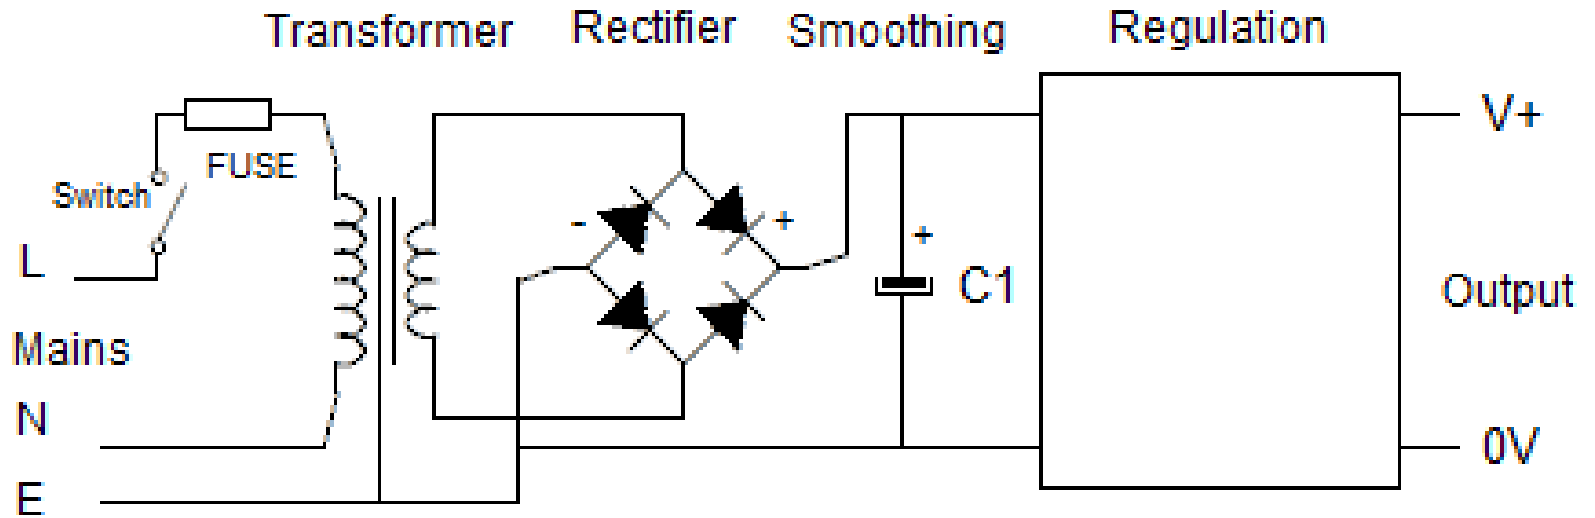 Transformer Rectifier Smoothing Regulation
FUSE
Switch
L
Mains
N
E
-
+
+
C1
V+
Output
0V